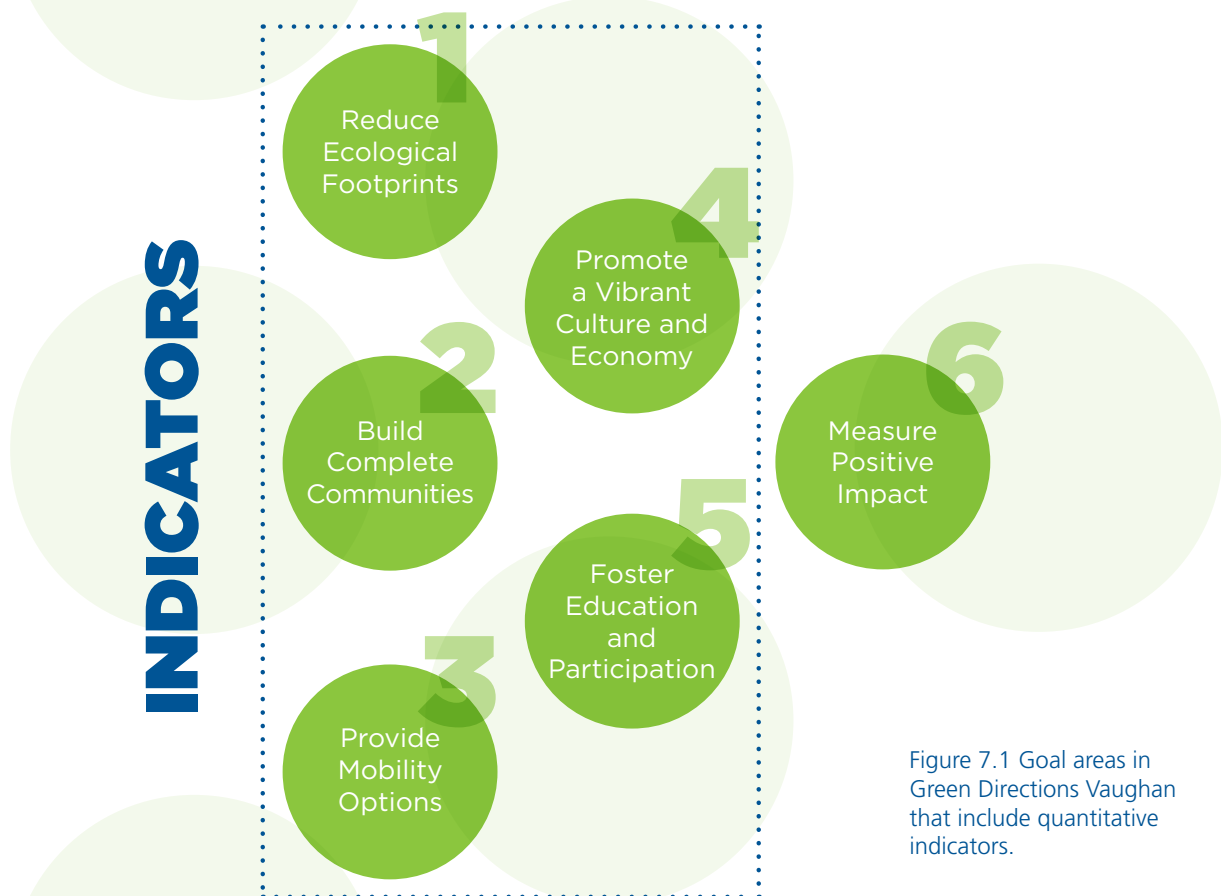 INDICATORS
1
Reduce
Ecological
Footprints
2
Build
Complete
Communities
3
Provide
Mobility
Options
4
Promote
a Vibrant
Culture and
Economy
5
Foster
Education
and
Participation
6
Measure
Positive
Impact
Figure 7.1 Goal areas in
Green Directions Vaughan
that include quantitative
indicators.